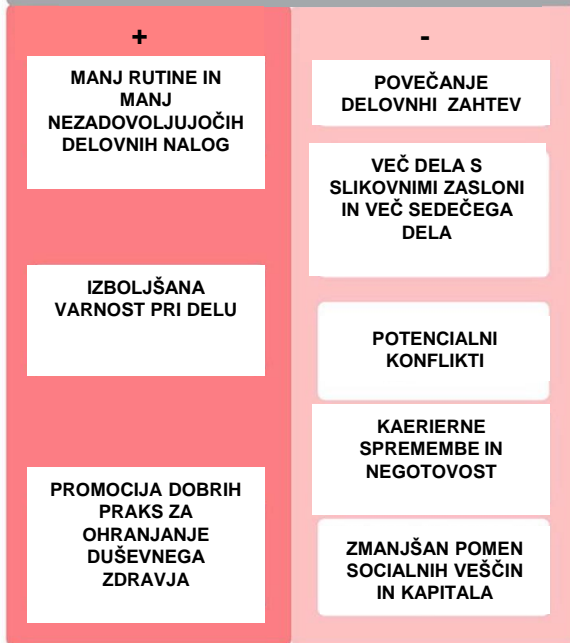 +
MANJ RUTINE IN
MANJ
NEZADOVOLJUJOČIH
DELOVNIH NALOG
IZBOLJŠANA
VARNOST PRI DELU
PROMOCIJA DOBRIH
PRAKS ZA
OHRANJANJE
DUŠEVNEGA
ZDRAVJA
-
POVEČANJE
DELOVNHI ZAHTEV
VEČ DELA S
SLIKOVNIMI ZASLONI
IN VEČ SEDEČEGA
DELA
POTENCIALNI
KONFLIKTI
KAERIERNE
SPREMEMBE IN
NEGOTOVOST
ZMANJŠAN POMEN
SOCIALNIH VEŠČIN
IN KAPITALA